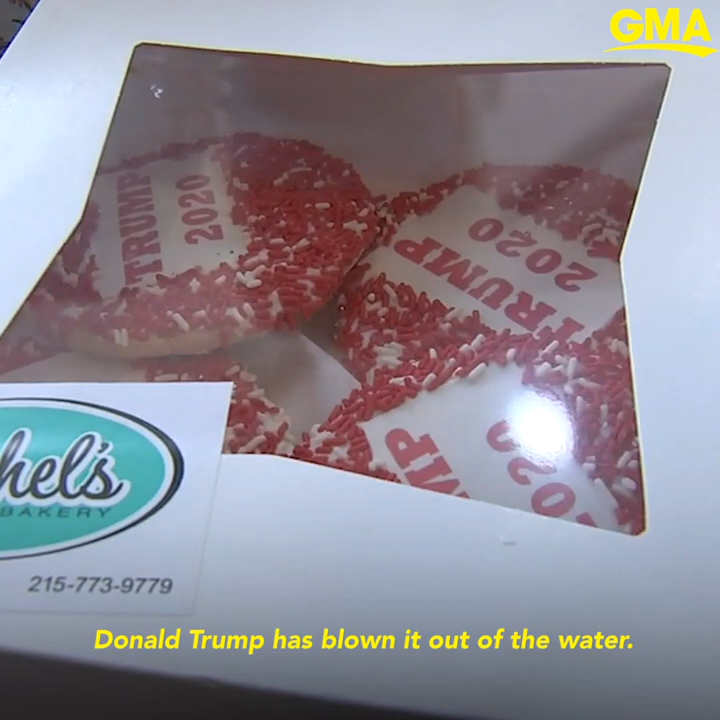 GMA
TRUMP
2020
TRUMP
2020
MP
2020
hel's
BAKERY
215-773-9779
Donald Trump has blown it out of the water.